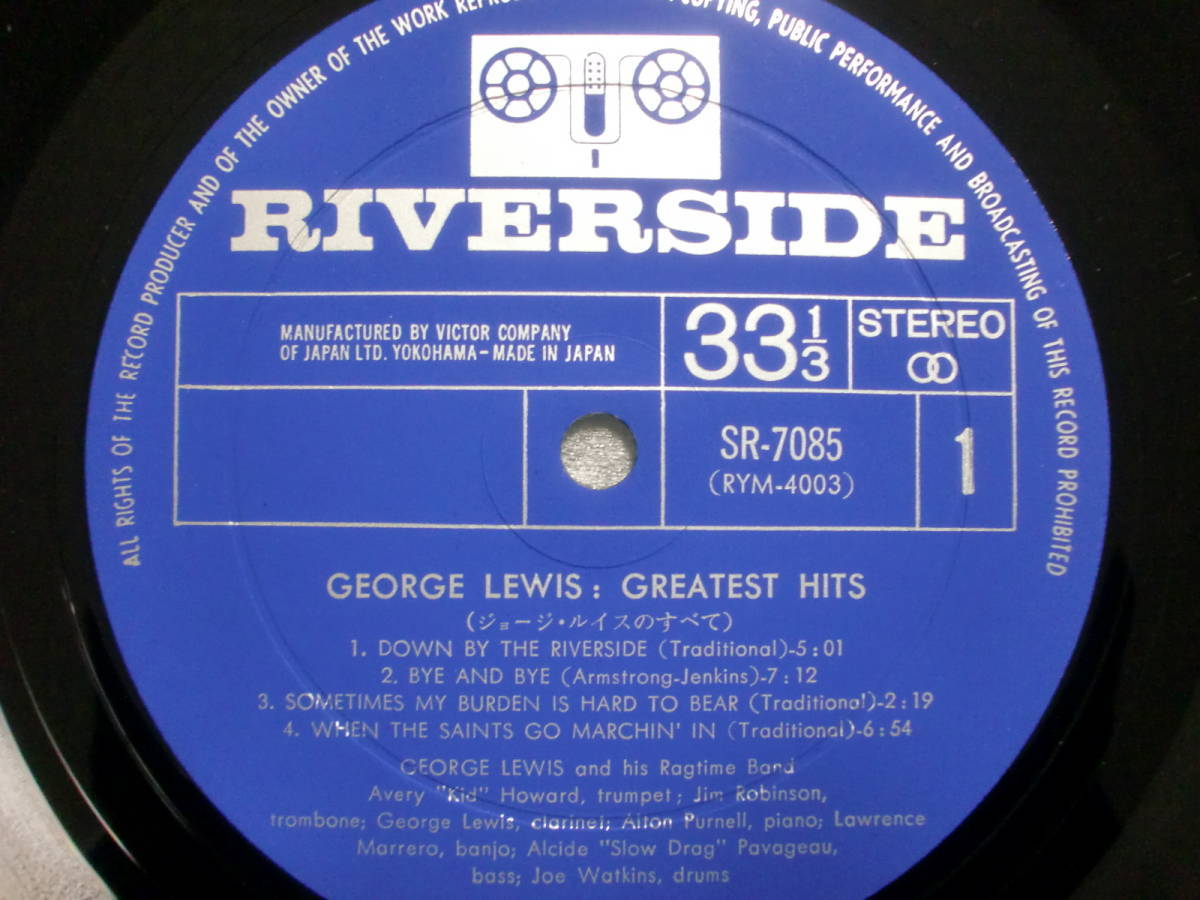 ALL RIGHTS OF THE RECORD PRODUCER AND OF THE OWNER OF THE WORK COPYING, PUBLIC PERFORMANCE AND BROADCASTING OF THIS RECORD PROHIBITED
RIVERSIDE
MANUFACTURED BY VICTOR COMPANY
OF JAPAN LTD. YOKOHAMA-MADE IN JAPAN
33 1/3
STEREO
SR-7085
(RYM-4003)
1
GEORGE LEWIS: GREATEST HITS
(ジョージ・ルイスのすべて)
1. DOWN BY THE RIVERSIDE (Traditional)-5:01
2. BYE AND BYE (Armstrong-Jenkins)-7:12
3. SOMETIMES MY BURDEN IS HARD TO BEAR (Traditional)-2:19
4. WHEN THE SAINTS GO MARCHIN' IN (Traditional)-6:54
GEORGE LEWIS and his Ragtime Band
Avery "Kid" Howard, trumpet; Jim Robinson,
trombone; George Lewis, clarinet; Alton Purnell, piano; Lawrence
Marrero, banjo; Alcide "Slow Drag" Pavageau,
bass; Joe Watkins, drums